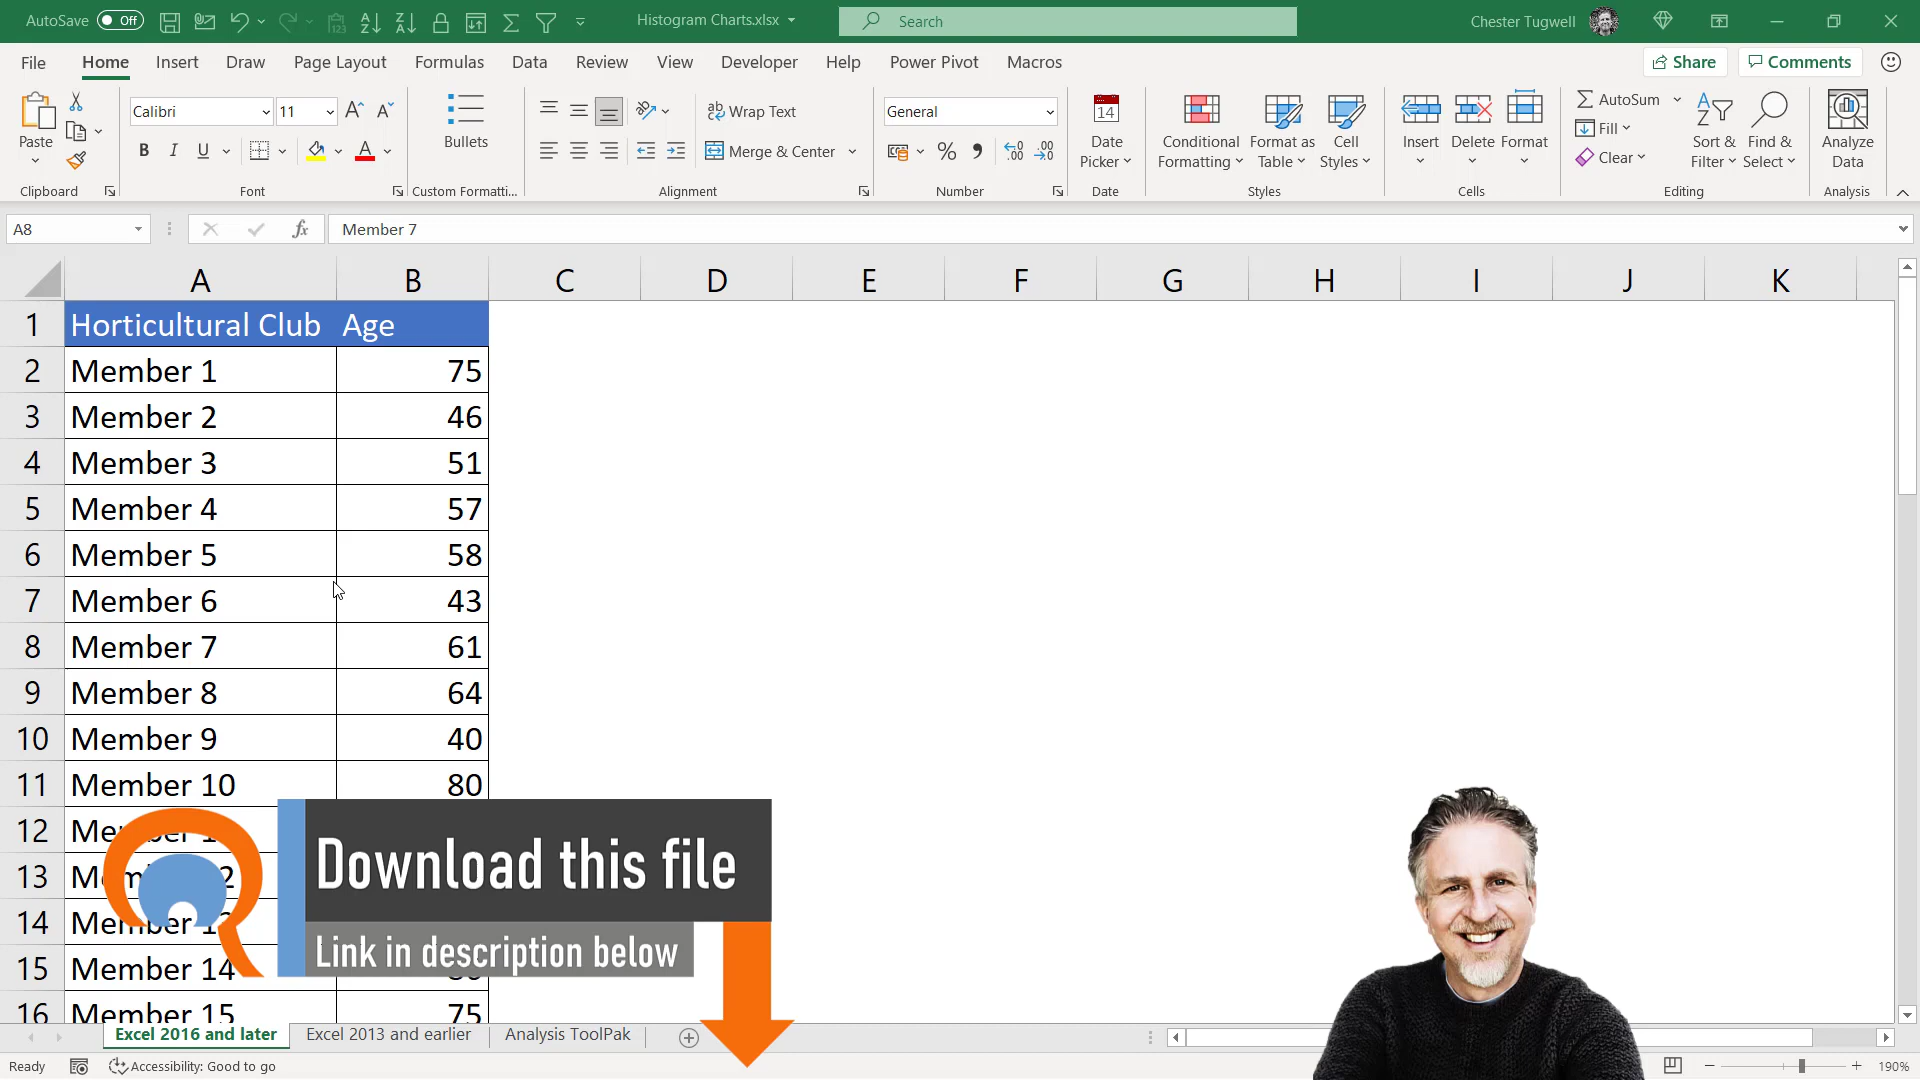 AutoSave Off Histogram Charts.xlsx Search Chester Tugwell
File Home Insert Draw Page Layout Formulas Data Review View Developer Help Power Pivot Macros Share Comments
Paste
Calibri 11
B I U
Bullets
Wrap Text
Merge & Center
General
Date Picker
Conditional Formatting
Format as Table
Cell Styles
Insert
Delete
Format
AutoSum
Fill
Clear
Sort & Filter
Find & Select
Analyze Data
Clipboard Font Custom Formatti... Alignment Number Date Styles Cells Editing Analysis
A8 fx Member 7
A B C D E F G H I J K
1 Horticultural Club Age
2 Member 1 75
3 Member 2 46
4 Member 3 51
5 Member 4 57
6 Member 5 58
7 Member 6 43
8 Member 7 61
9 Member 8 64
10 Member 9 40
11 Member 10 80
12
13
14
15 Member 14
16 Member 15 75
Download this file
Link in description below
Excel 2016 and later Excel 2013 and earlier Analysis ToolPak
Ready Accessibility: Good to go 190%